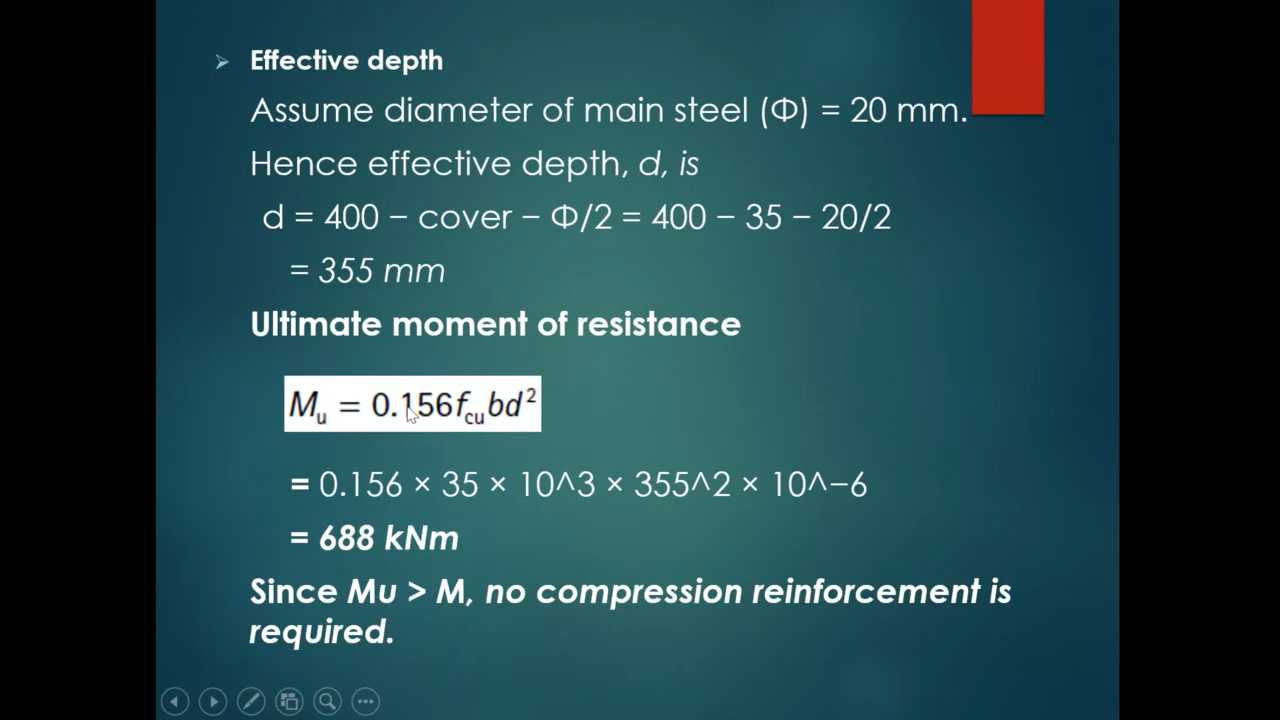 Effective depth
Assume diameter of main steel (Φ) = 20 mm.
Hence effective depth, d, is
d = 400 − cover − Φ/2 = 400 − 35 − 20/2
= 355 mm
Ultimate moment of resistance
Mu = 0.156fcubd²
= 0.156 × 35 × 10^3 × 355^2 × 10^−6
= 688 kNm
Since Mu > M, no compression reinforcement is
required.